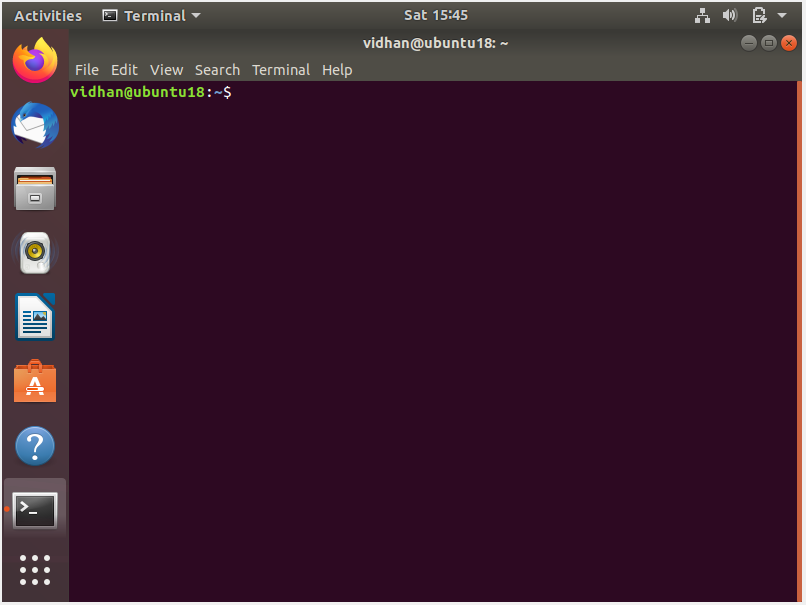 Activities Terminal Sat 15:45
vidhan@ubuntu18: ~
File Edit View Search Terminal Help
vidhan@ubuntu18:~$